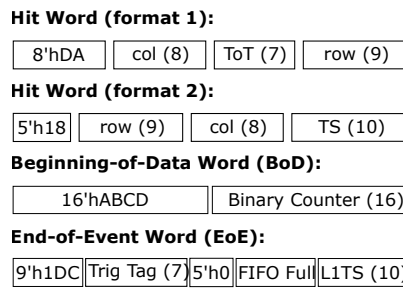 Hit Word (format 1):
8'hDA col (8) ToT (7) row (9)
Hit Word (format 2):
5'h18 row (9) col (8) TS (10)
Beginning-of-Data Word (BoD):
16'hABCD Binary Counter (16)
End-of-Event Word (EoE):
9'h1DC Trig Tag (7) 5'h0 FIFO Full L1TS (10)